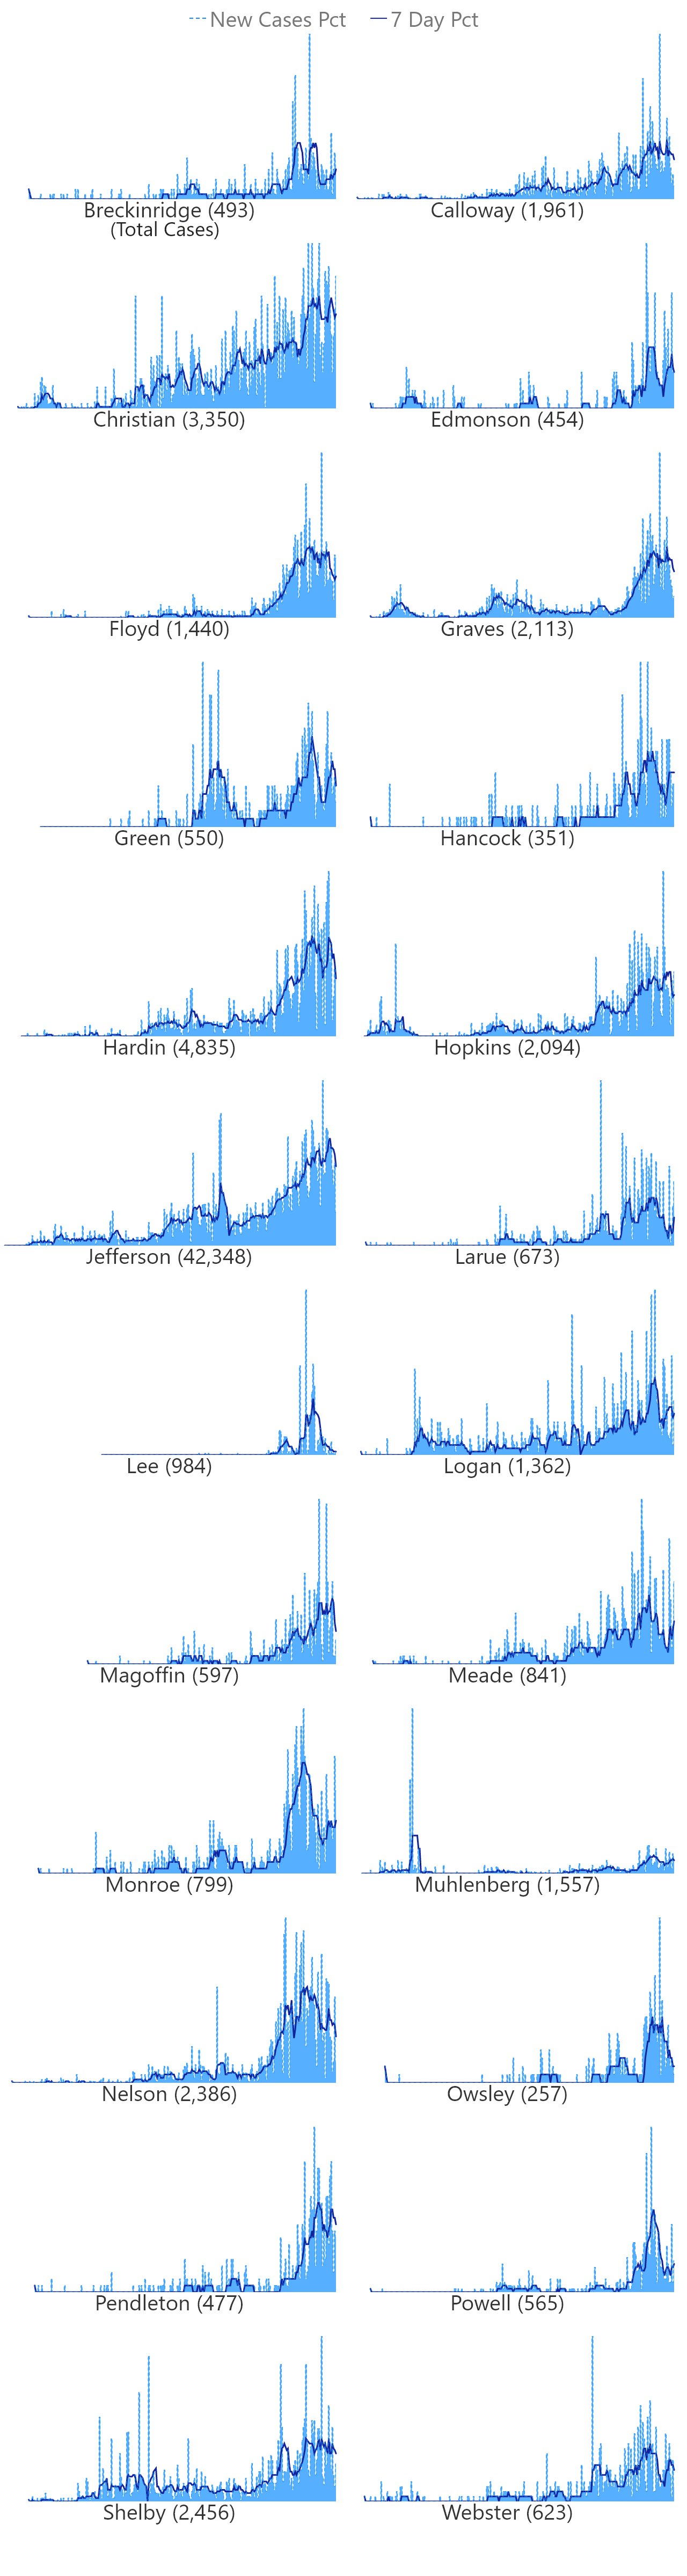 New Cases Pct 7 Day Pct
Breckinridge (493) Calloway (1,961)
(Total Cases)
Christian (3,350) Edmonson (454)
Floyd (1,440) Graves (2,113)
Green (550) Hancock (351)
Hardin (4,835) Hopkins (2,094)
Jefferson (42,348) Larue (673)
Lee (984) Logan (1,362)
Magoffin (597) Meade (841)
Monroe (799) Muhlenberg (1,557)
Nelson (2,386) Owsley (257)
Pendleton (477) Powell (565)
Shelby (2,456) Webster (623)